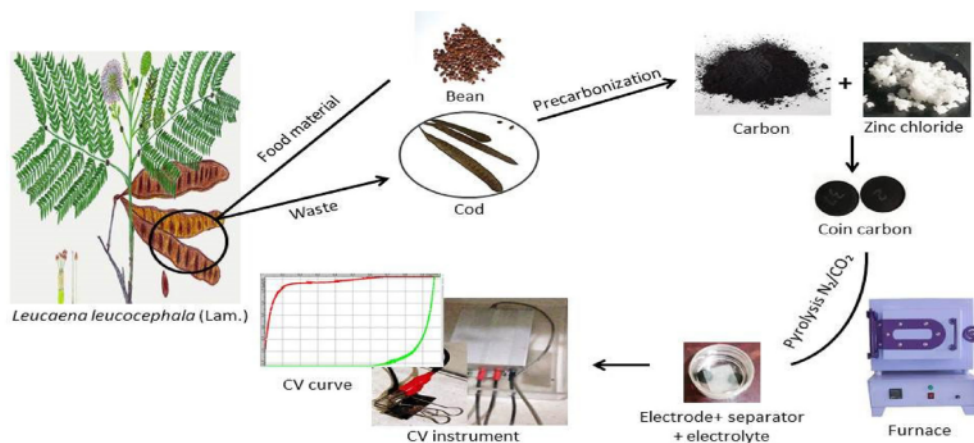 Bean
Food material
Precarbonization
Carbon
+
Zinc chloride
Waste
Cod
Coin carbon
Pyrolysis N₂/CO₂
Leucaena leucocephala (Lam.)
CV curve
CV instrument
Electrode+ separator
+ electrolyte
Furnace